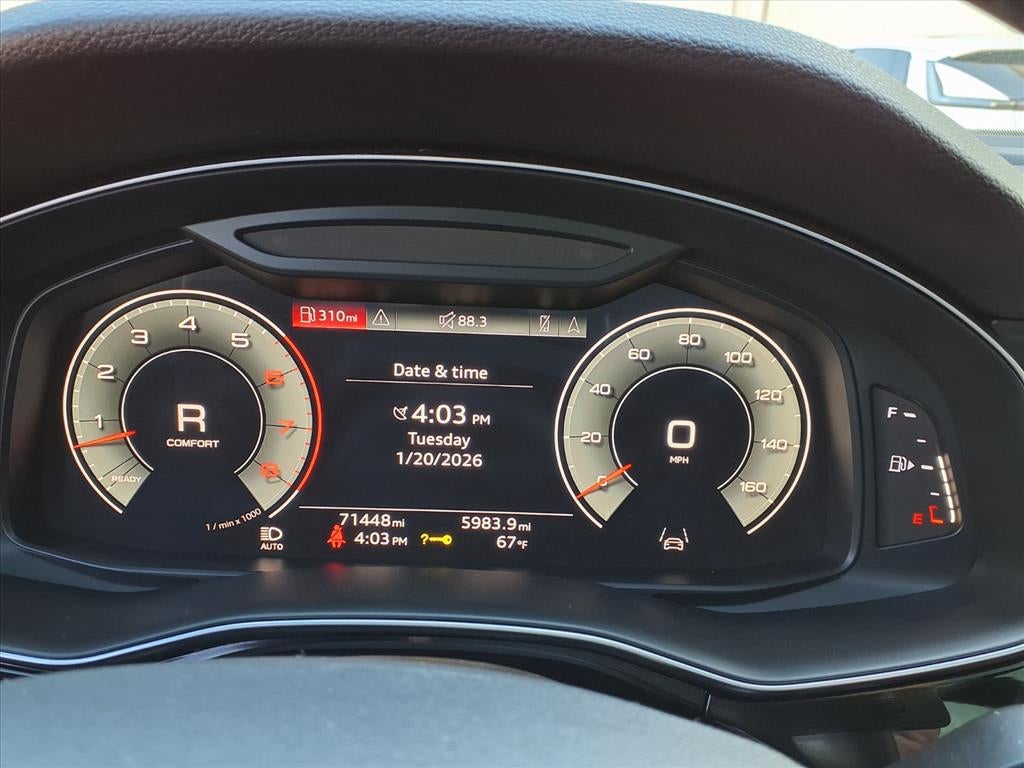 310mi
88.3
Date & time
4:03 PM
Tuesday
1/20/2026
71448mi 5983.9mi
4:03PM ? 67°F
AUTO
1 2 3 4 5 6 7 8
READY
1 / min x 1000
R
COMFORT
0 20 40 60 80 100 120 140 160
0
MPH
F
E